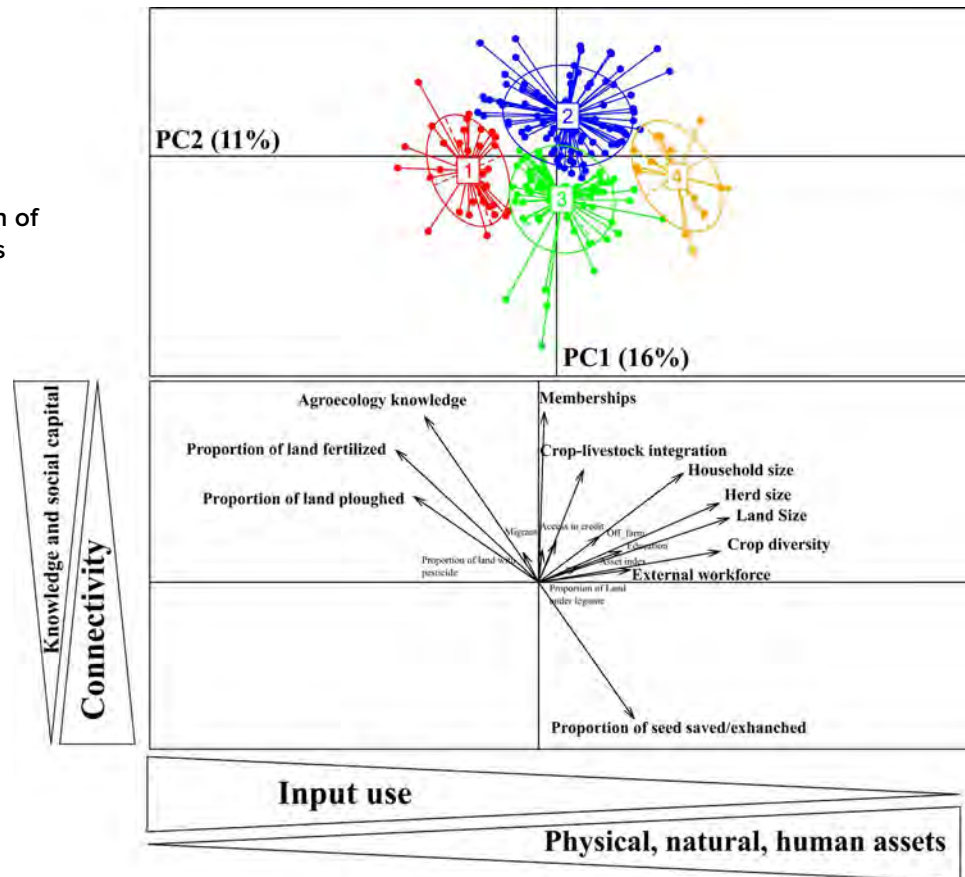 PC2 (11%)
1
2
3
4
n of
s
PC1 (16%)
Knowledge and social capital
Connectivity
Agroecology knowledge
Memberships
Proportion of land fertilized
Crop-livestock integration
Household size
Proportion of land ploughed
Herd size
Land Size
Migrant
Access to credit
Off_farm
Education
Crop diversity
Proportion of land with
pesticide
Asset index
External workforce
Proportion of Land
under legume
Proportion of seed saved/exhanched
Input use
Physical, natural, human assets